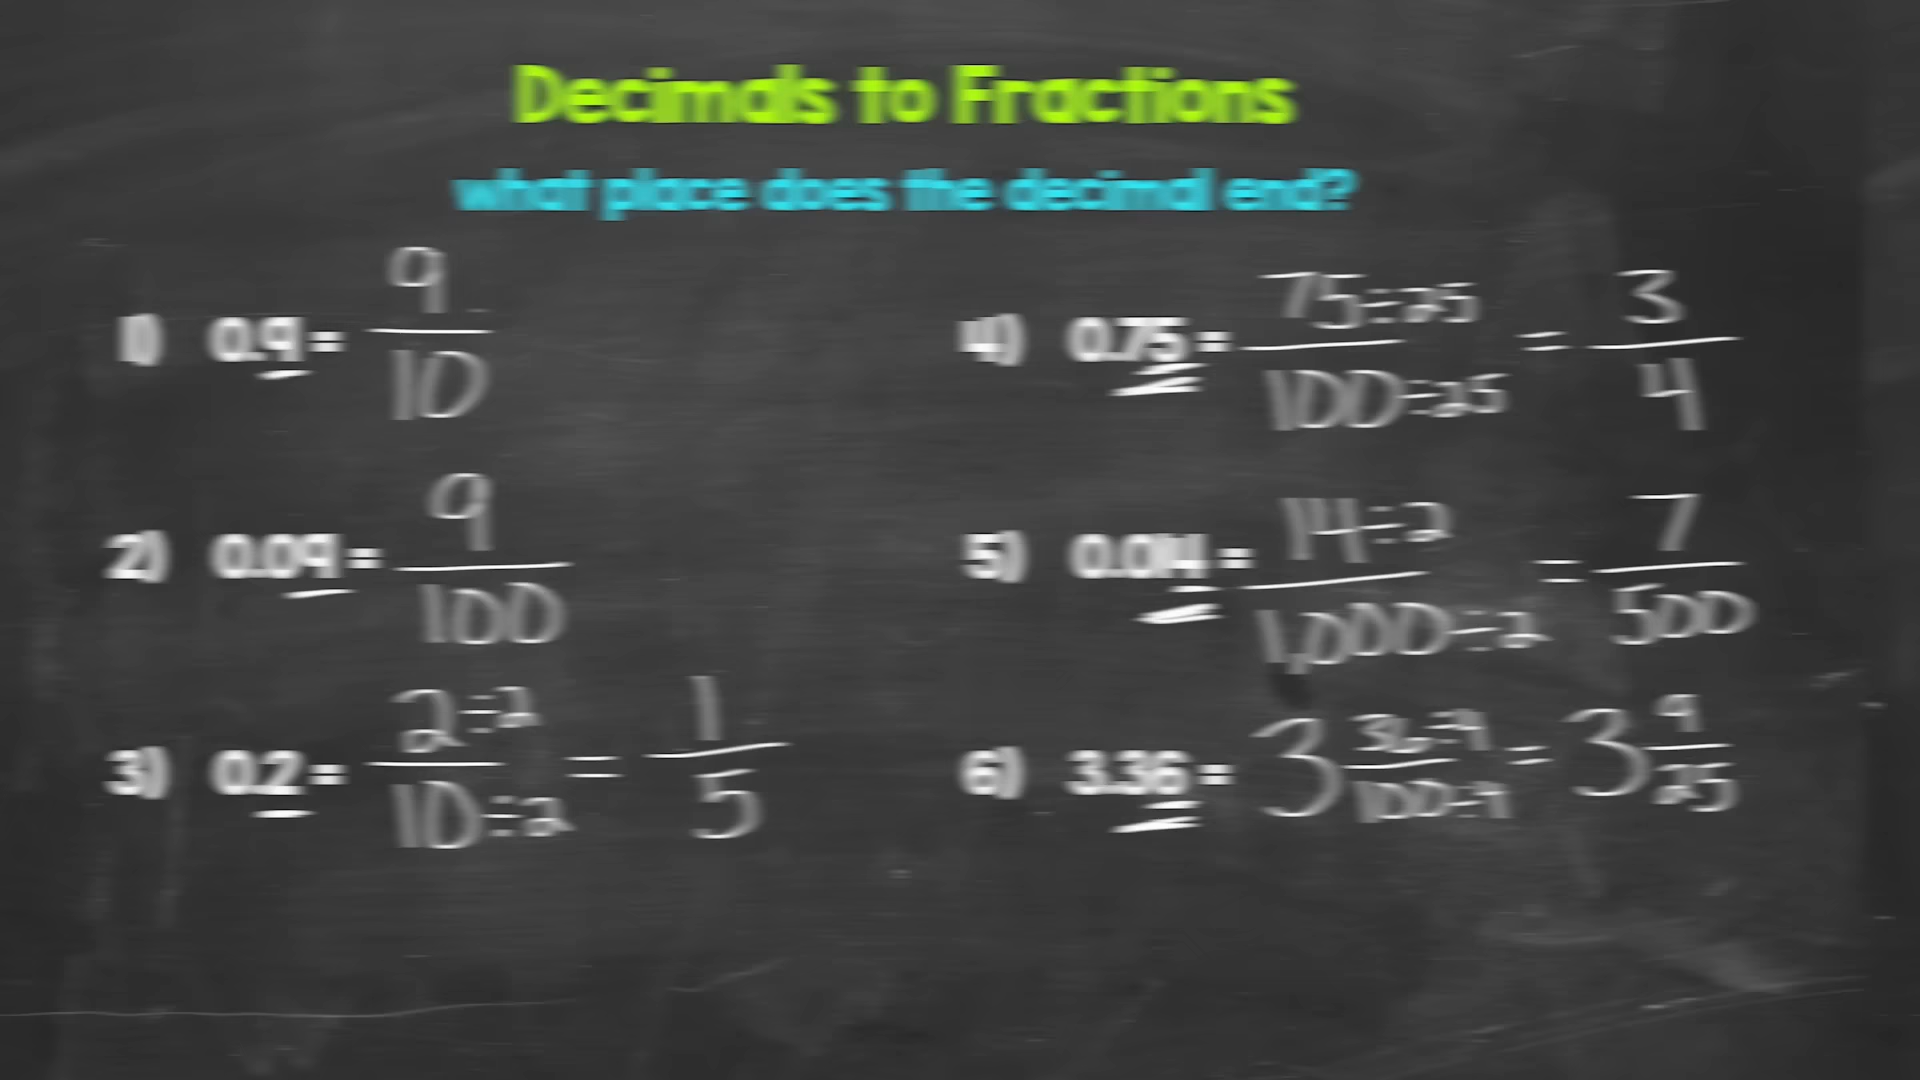 Decimals to Fractions
what place does the decimal end?
1) 0.9 = 9/10
2) 0.09 = 9/100
3) 0.2 = 2÷2/10÷2 = 1/5
4) 0.75 = 75÷25/100÷25 = 3/4
5) 0.014 = 14÷2/1,000÷2 = 7/500
6) 3.36 = 3 36÷4/100÷4 = 3 9/25